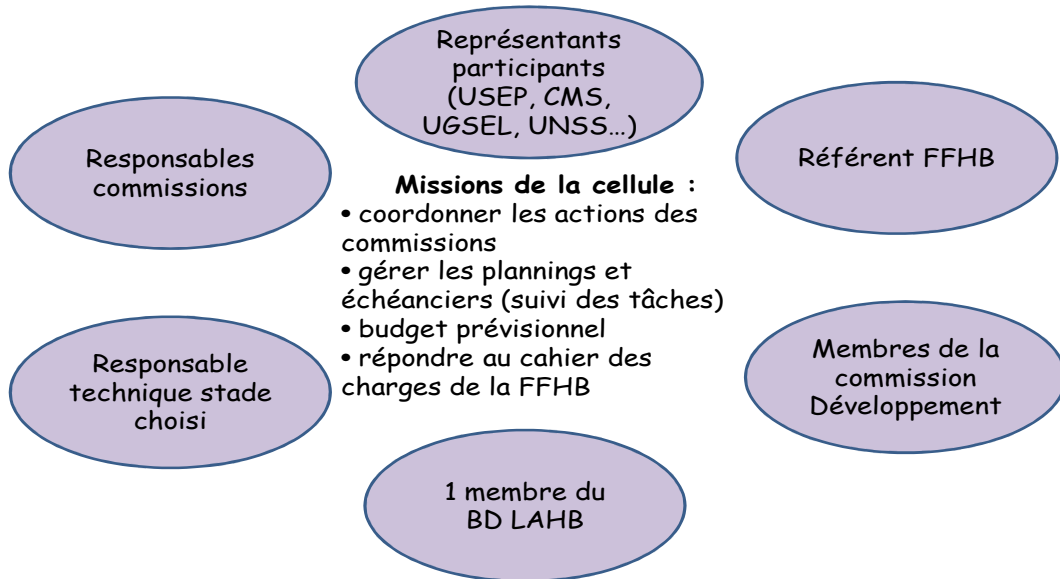 Représentants
participants
(USEP, CMS,
UGSEL, UNSS...)
Responsables
commissions
Référent FFHB
Missions de la cellule :
• coordonner les actions des
commissions
• gérer les plannings et
échéanciers (suivi des tâches)
• budget prévisionnel
• répondre au cahier des
charges de la FFHB
Responsable
technique stade
choisi
Membres de la
commission
Développement
1 membre du
BD LAHB